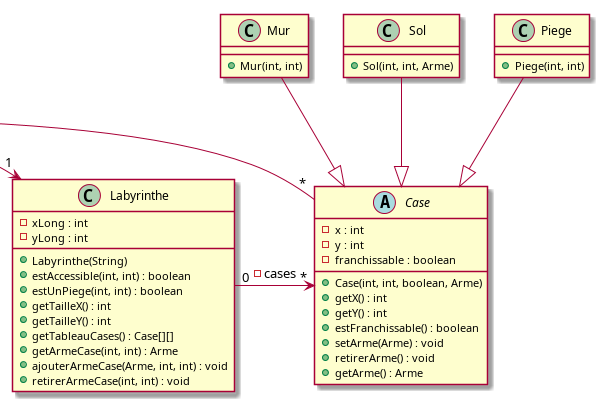 C Mur
Mur(int, int)
C Sol
Sol(int, int, Arme)
C Piege
Piege(int, int)
1
*
C Labyrinthe
xLong : int
yLong : int
Labyrinthe(String)
estAccessible(int, int) : boolean
estUnPiege(int, int) : boolean
getTailleX() : int
getTailleY() : int
getTableauCases() : Case[][]
getArmeCase(int, int) : Arme
ajouterArmeCase(Arme, int, int) : void
retirerArmeCase(int, int) : void
0 cases *
A Case
x : int
y : int
franchissable : boolean
Case(int, int, boolean, Arme)
getX() : int
getY() : int
estFranchissable() : boolean
setArme(Arme) : void
retirerArme() : void
getArme() : Arme